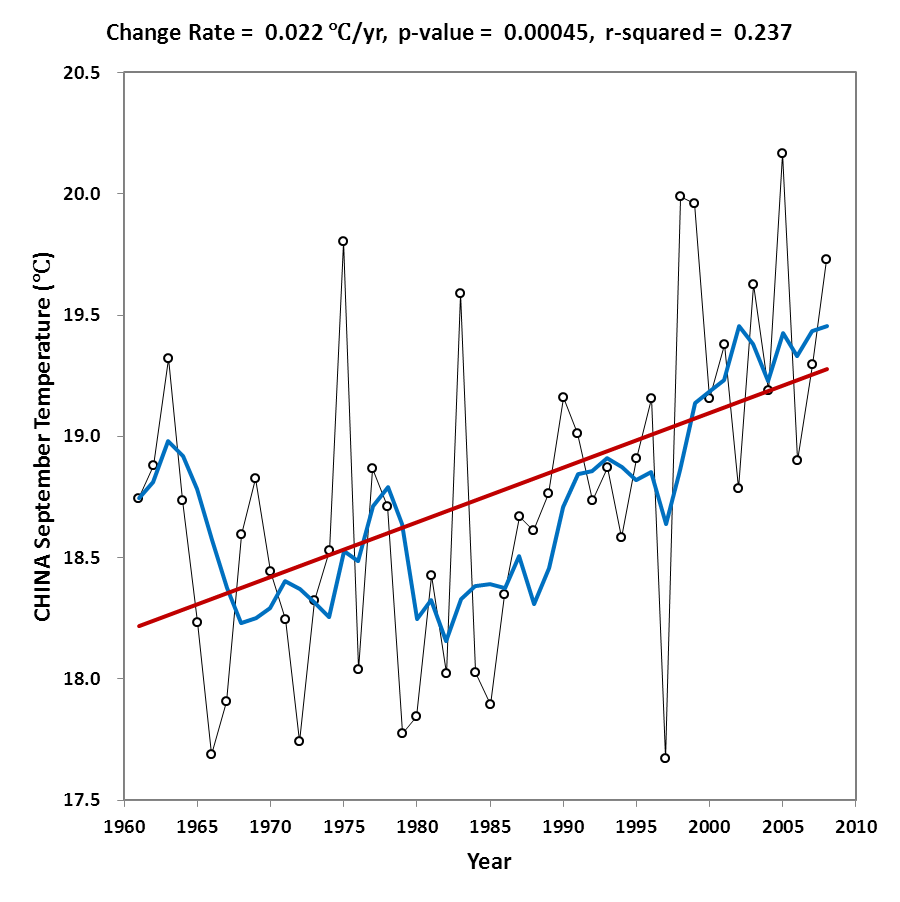 Change Rate = 0.022 ℃/yr, p-value = 0.00045, r-squared = 0.237
CHINA September Temperature (℃)
20.5
20.0
19.5
19.0
18.5
18.0
17.5
1960 1965 1970 1975 1980 1985 1990 1995 2000 2005 2010
Year